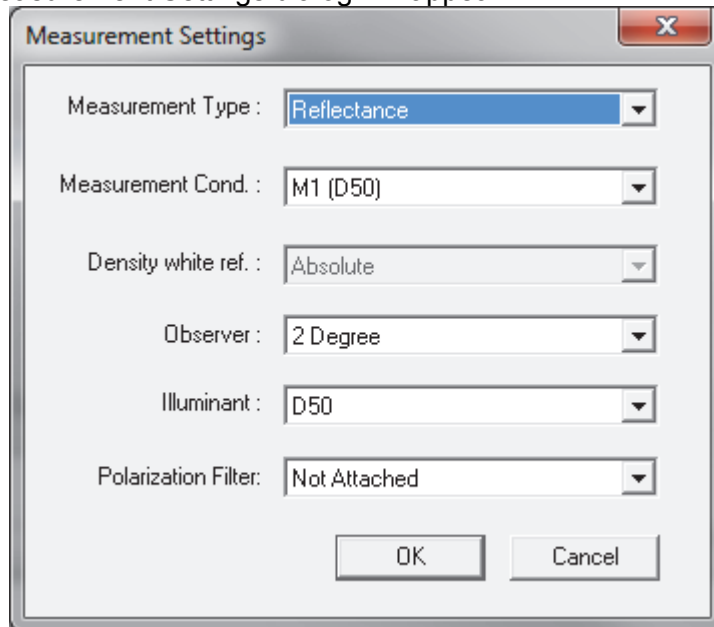 Measurement Settings
Measurement Type : Reflectance
Measurement Cond. : M1 (D50)
Density white ref. : Absolute
Observer : 2 Degree
Illuminant : D50
Polarization Filter: Not Attached
OK Cancel